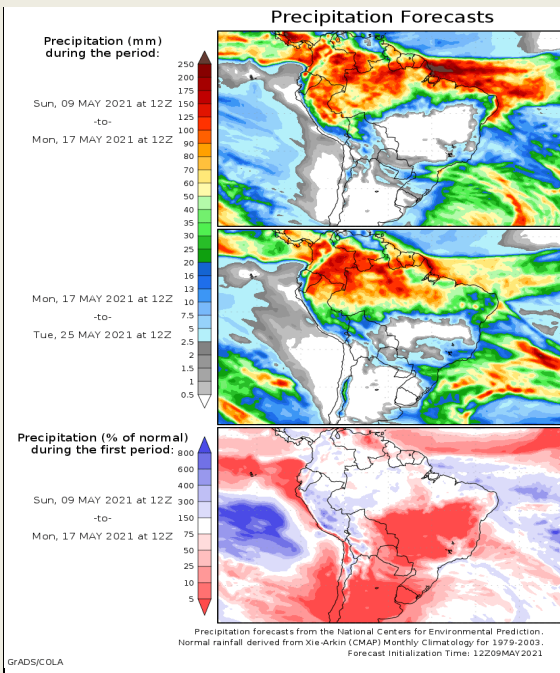 Precipitation Forecasts
Precipitation (mm)
during the period:
Sun, 09 MAY 2021 at 12Z
-to-
Mon, 17 MAY 2021 at 12Z
250
200
175
150
125
100
90
80
70
60
50
40
35
30
25
20
16
13
10
7.5
5
2.5
2
1.5
1
0.5
Mon, 17 MAY 2021 at 12Z
-to-
Tue, 25 MAY 2021 at 12Z
Precipitation (% of normal)
during the first period:
Sun, 09 MAY 2021 at 12Z
-to-
Mon, 17 MAY 2021 at 12Z
800
600
400
300
150
75
50
25
10
5
Precipitation forecasts from the National Centers for Environmental Prediction.
Normal rainfall derived from Xie-Arkin (CMAP) Monthly Climatology for 1979-2003.
Forecast Initialization Time: 12Z09MAY2021
GrADS/COLA